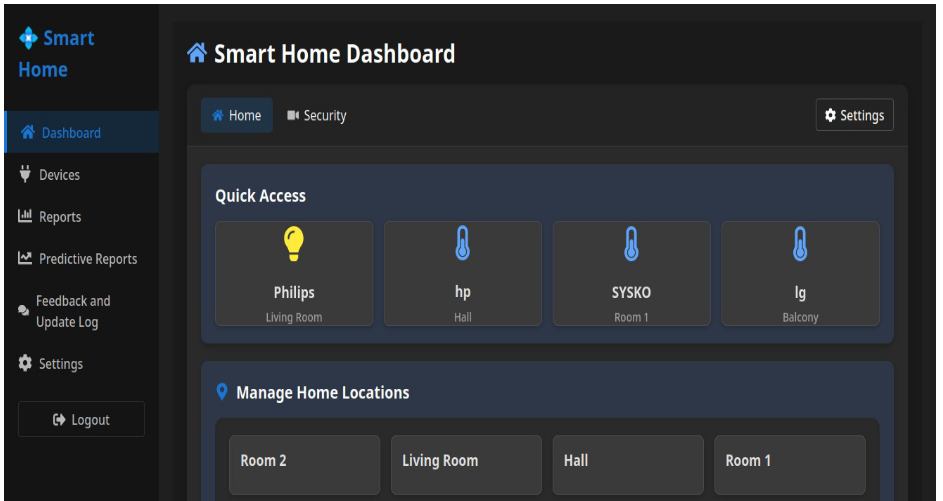 Smart
Home
Dashboard
Devices
Reports
Predictive Reports
Feedback and
Update Log
Settings
Logout
Smart Home Dashboard
Home
Security
Settings
Quick Access
Philips
Living Room
hp
Hall
SYSKO
Room 1
lg
Balcony
Manage Home Locations
Room 2
Living Room
Hall
Room 1